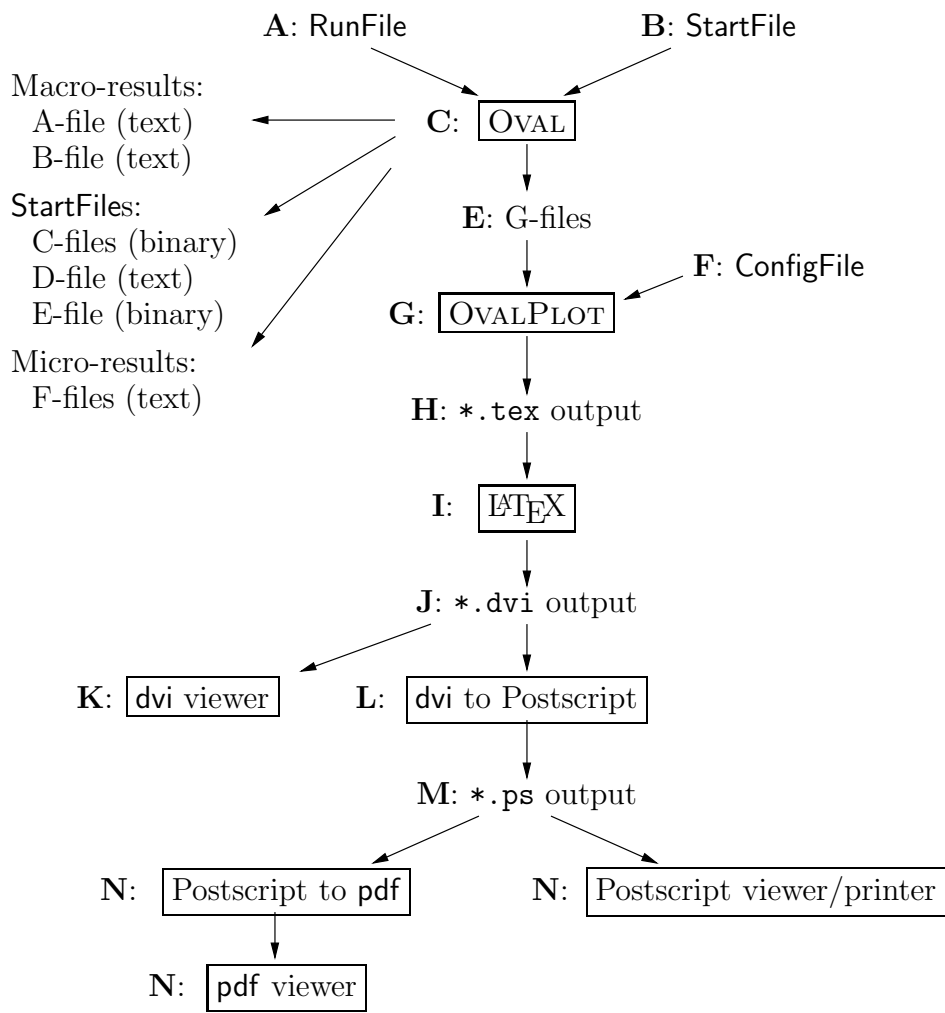 A: RunFile
B: StartFile
Macro-results:
A-file (text)
B-file (text)
C: OVAL
StartFiles:
C-files (binary)
D-file (text)
E-file (binary)
E: G-files
F: ConfigFile
G: OVALPLOT
Micro-results:
F-files (text)
H: *.tex output
I: LATEX
J: *.dvi output
K: dvi viewer
L: dvi to Postscript
M: *.ps output
N: Postscript to pdf
N: Postscript viewer/printer
N: pdf viewer